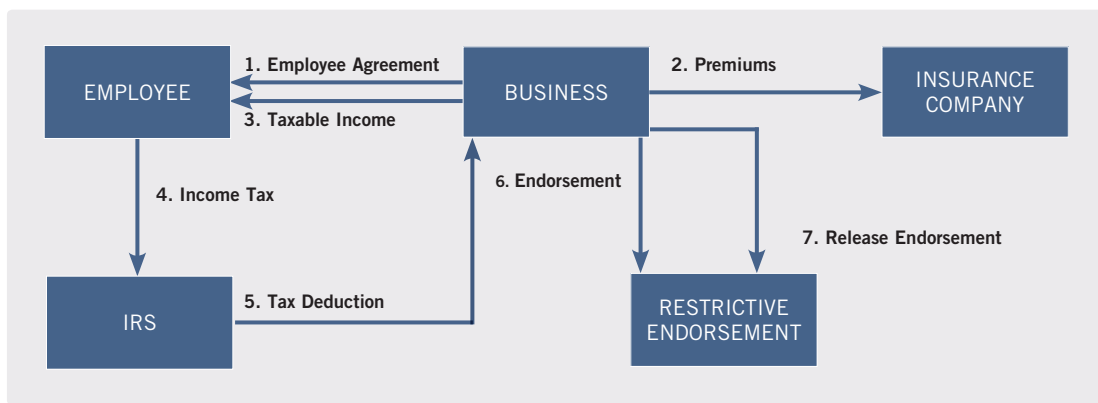 1. Employee Agreement
EMPLOYEE
3. Taxable Income
BUSINESS
2. Premiums
INSURANCE
COMPANY
4. Income Tax
6. Endorsement
7. Release Endorsement
IRS
5. Tax Deduction
RESTRICTIVE
ENDORSEMENT